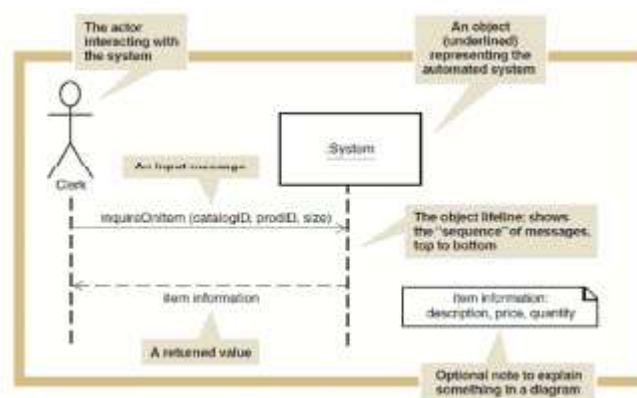 The actor
interacting with
the system
An object
(underlined)
representing the
automated system
:System
An input message
Clerk
inquireOnItem (catalogID, prodID, size)
The object lifeline: shows
the "sequence" of messages,
top to bottom
item information
item information:
description, price, quantity
A returned value
Optional note to explain
something in a diagram